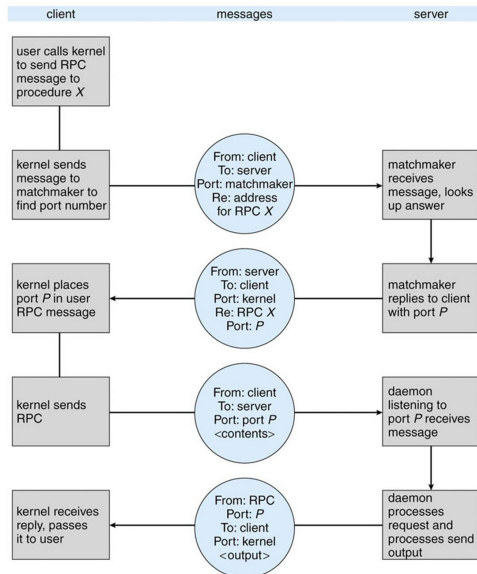 client
messages
server
user calls kernel
to send RPC
message to
procedure X
kernel sends
message to
matchmaker to
find port number
From: client
To: server
Port: matchmaker
Re: address
for RPC X
matchmaker
receives
message, looks
up answer
kernel places
port P in user
RPC message
From: server
To: client
Port: kernel
Re: RPC X
Port: P
matchmaker
replies to client
with port P
kernel sends
RPC
From: client
To: server
Port: port P
<contents>
daemon
listening to
port P receives
message
kernel receives
reply, passes
it to user
From: RPC
Port: P
To: client
Port: kernel
<output>
daemon
processes
request and
processes send
output